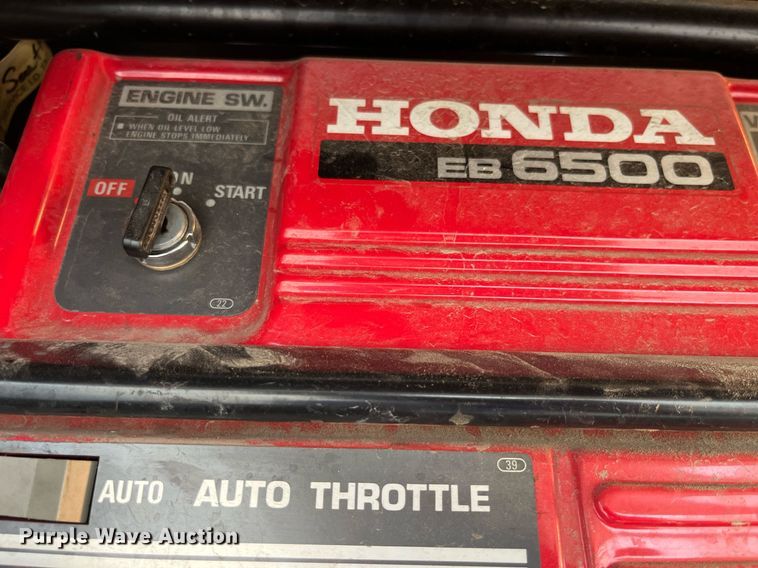 Sou
ENGINE SW.
OIL ALERT
WHEN OIL LEVEL LOW
ENGINE STOPS IMMEDIATELY
OFF
ON
START
22
HONDA
EB 6500
V
39
AUTO
AUTO THROTTLE
Purple Wave Auction